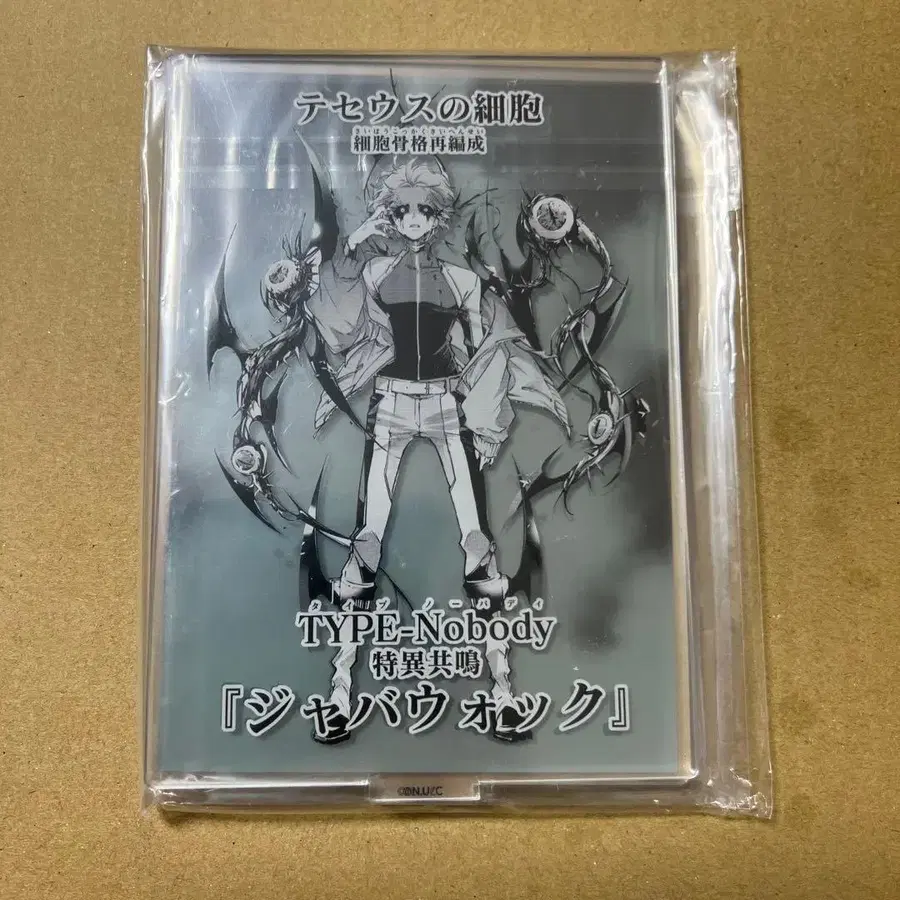 テセウスの細胞
さいぼうこっかくさいへんせい
細胞骨格再編成
タイプ ノーバディ
TYPE-Nobody
特異共鳴
『ジャバウォック』